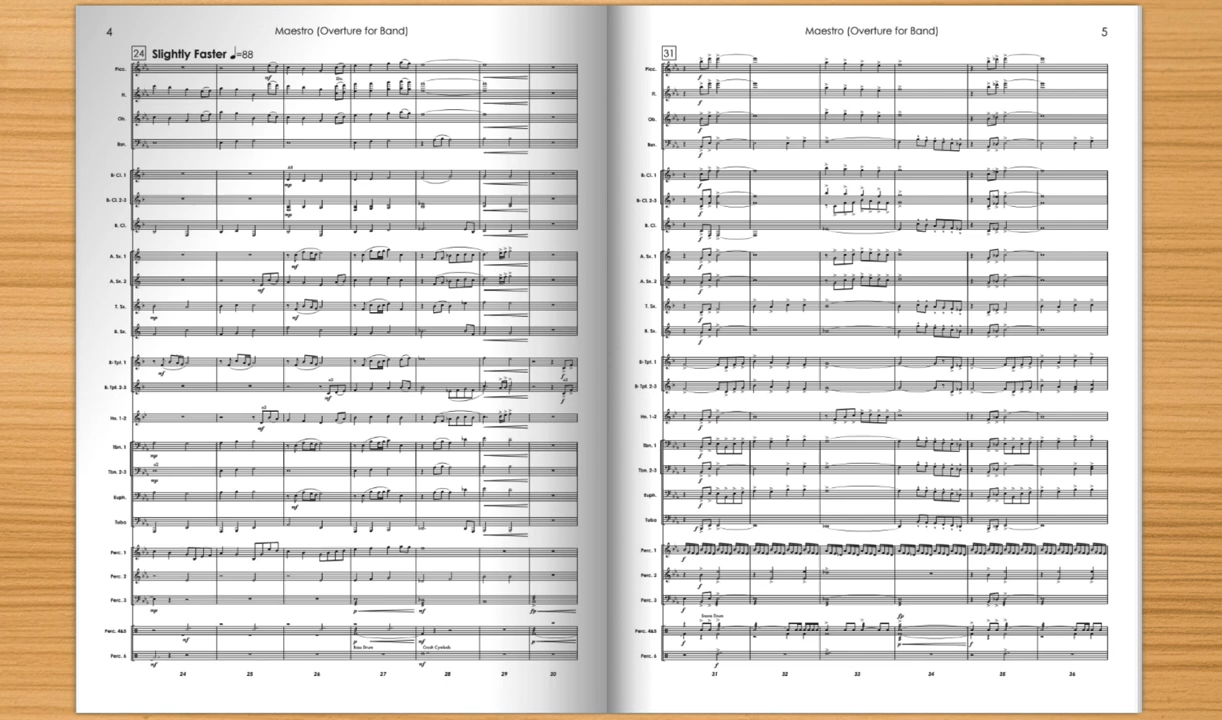 4
Maestro (Overture for Band)
24 Slightly Faster ♩=88
Picc.
Fl.
Ob.
Bsn.
B♭ Cl. 1
B♭ Cl. 2-3
B. Cl.
A. Sx. 1
A. Sx. 2
T. Sx.
B. Sx.
B♭ Tpt. 1
B♭ Tpt. 2-3
Hn. 1-2
Tbn. 1
Tbn. 2-3
Euph.
Tuba
Perc. 1
Perc. 2
Perc. 3
Perc. 4&5
Bass Drum
Crash Cymbals
Perc. 6
24 25 26 27 28 29 30
Maestro (Overture for Band)
5
31
Picc.
Fl.
Ob.
Bsn.
B♭ Cl. 1
B♭ Cl. 2-3
B. Cl.
A. Sx. 1
A. Sx. 2
T. Sx.
B. Sx.
B♭ Tpt. 1
B♭ Tpt. 2-3
Hn. 1-2
Tbn. 1
Tbn. 2-3
Euph.
Tuba
Perc. 1
Perc. 2
Perc. 3
Snare Drum
Perc. 4&5
Perc. 6
31 32 33 34 35 36